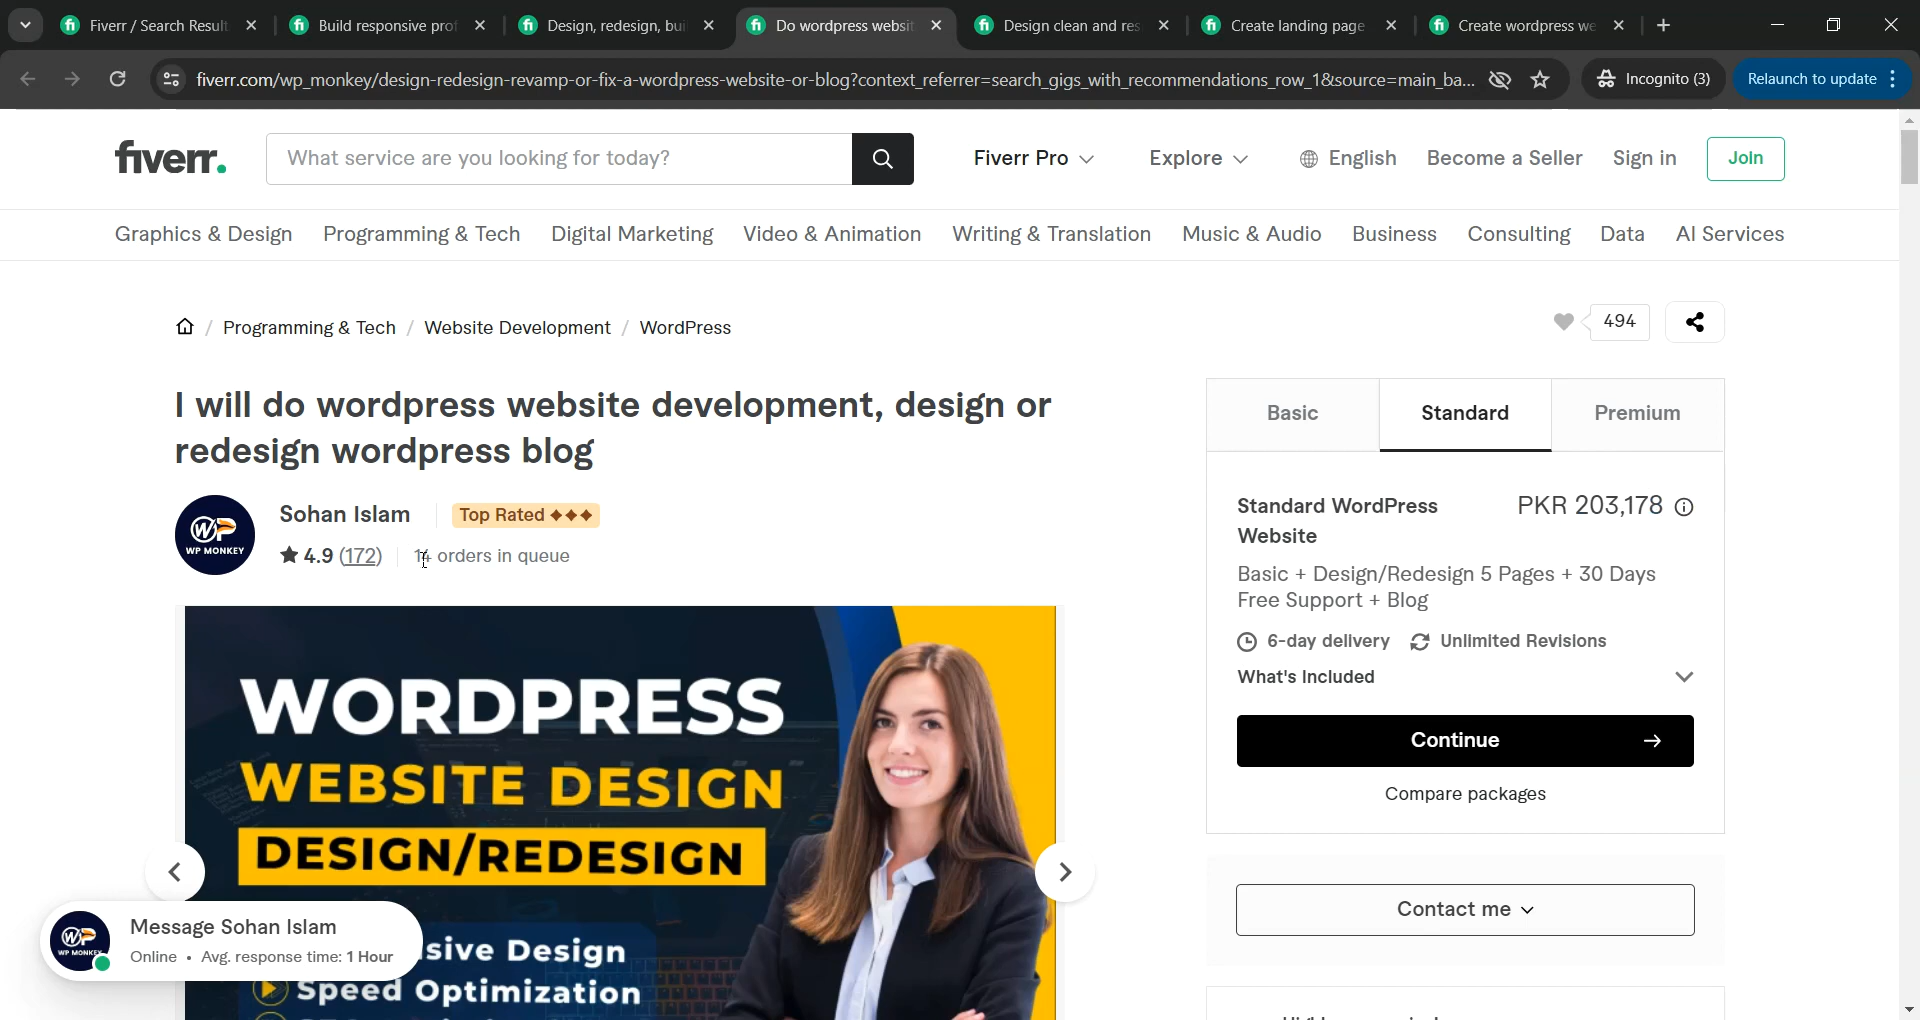 Fiverr / Search Result
Build responsive prof
Design, redesign, bui
Do wordpress websit
Design clean and res
Create landing page
Create wordpress we
fiverr.com/wp_monkey/design-redesign-revamp-or-fix-a-wordpress-website-or-blog?context_referrer=search_gigs_with_recommendations_row_1&source=main_ba...
Incognito (3)
Relaunch to update
fiverr.
What service are you looking for today?
Fiverr Pro
Explore
English
Become a Seller
Sign in
Join
Graphics & Design
Programming & Tech
Digital Marketing
Video & Animation
Writing & Translation
Music & Audio
Business
Consulting
Data
AI Services
/ Programming & Tech / Website Development / WordPress
494
I will do wordpress website development, design or
redesign wordpress blog
WP
WP MONKEY
Sohan Islam
Top Rated
4.9 (172)
orders in queue
WORDPRESS
WEBSITE DESIGN
DESIGN/REDESIGN
sive Design
Speed Optimization
WP
WP MONKEY
Message Sohan Islam
Online • Avg. response time: 1 Hour
Basic
Standard
Premium
Standard WordPress
Website
PKR 203,178
Basic + Design/Redesign 5 Pages + 30 Days
Free Support + Blog
6-day delivery
Unlimited Revisions
What's Included
Continue
Compare packages
Contact me